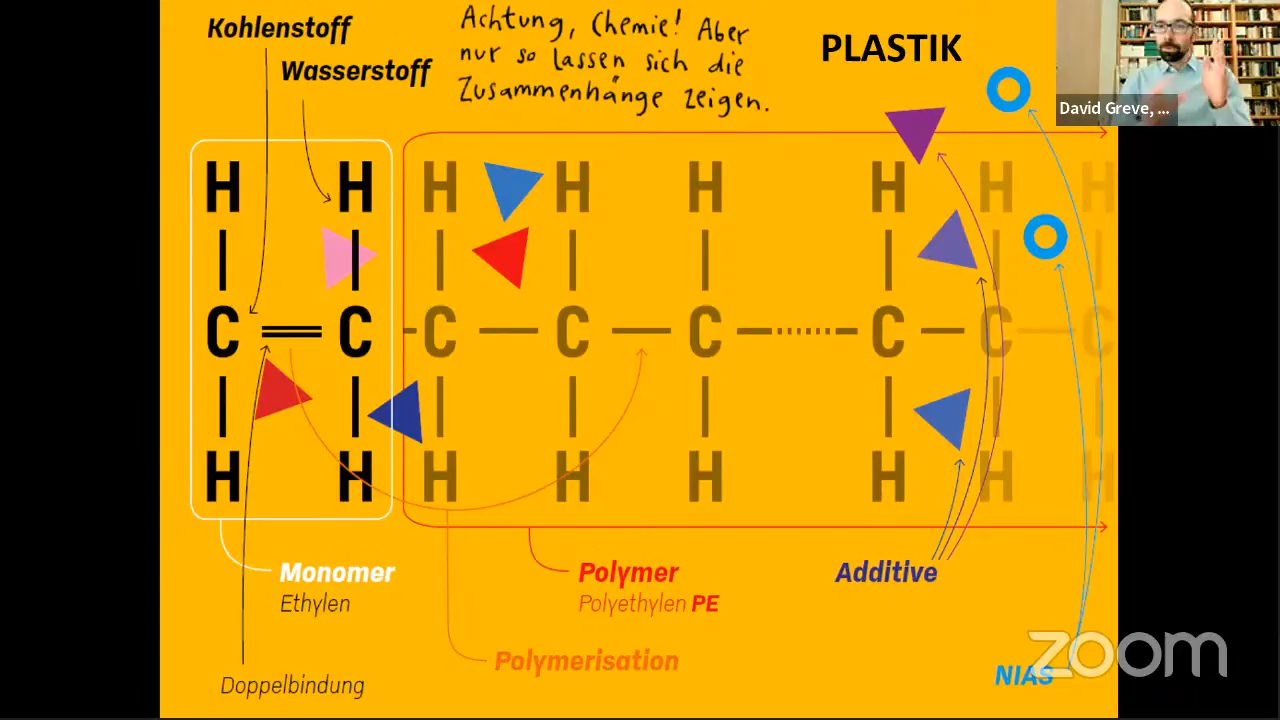 Kohlenstoff
Wasserstoff
Achtung, Chemie! Aber
nur so lassen sich die
Zusammenhänge zeigen.
PLASTIK
David Greve, ...
H H H H H H H H
C C C C C C C C
H H H H H H H H
Monomer
Ethylen
Polymer
Polyethylen PE
Additive
Polymerisation
Doppelbindung
NIAS
zoom